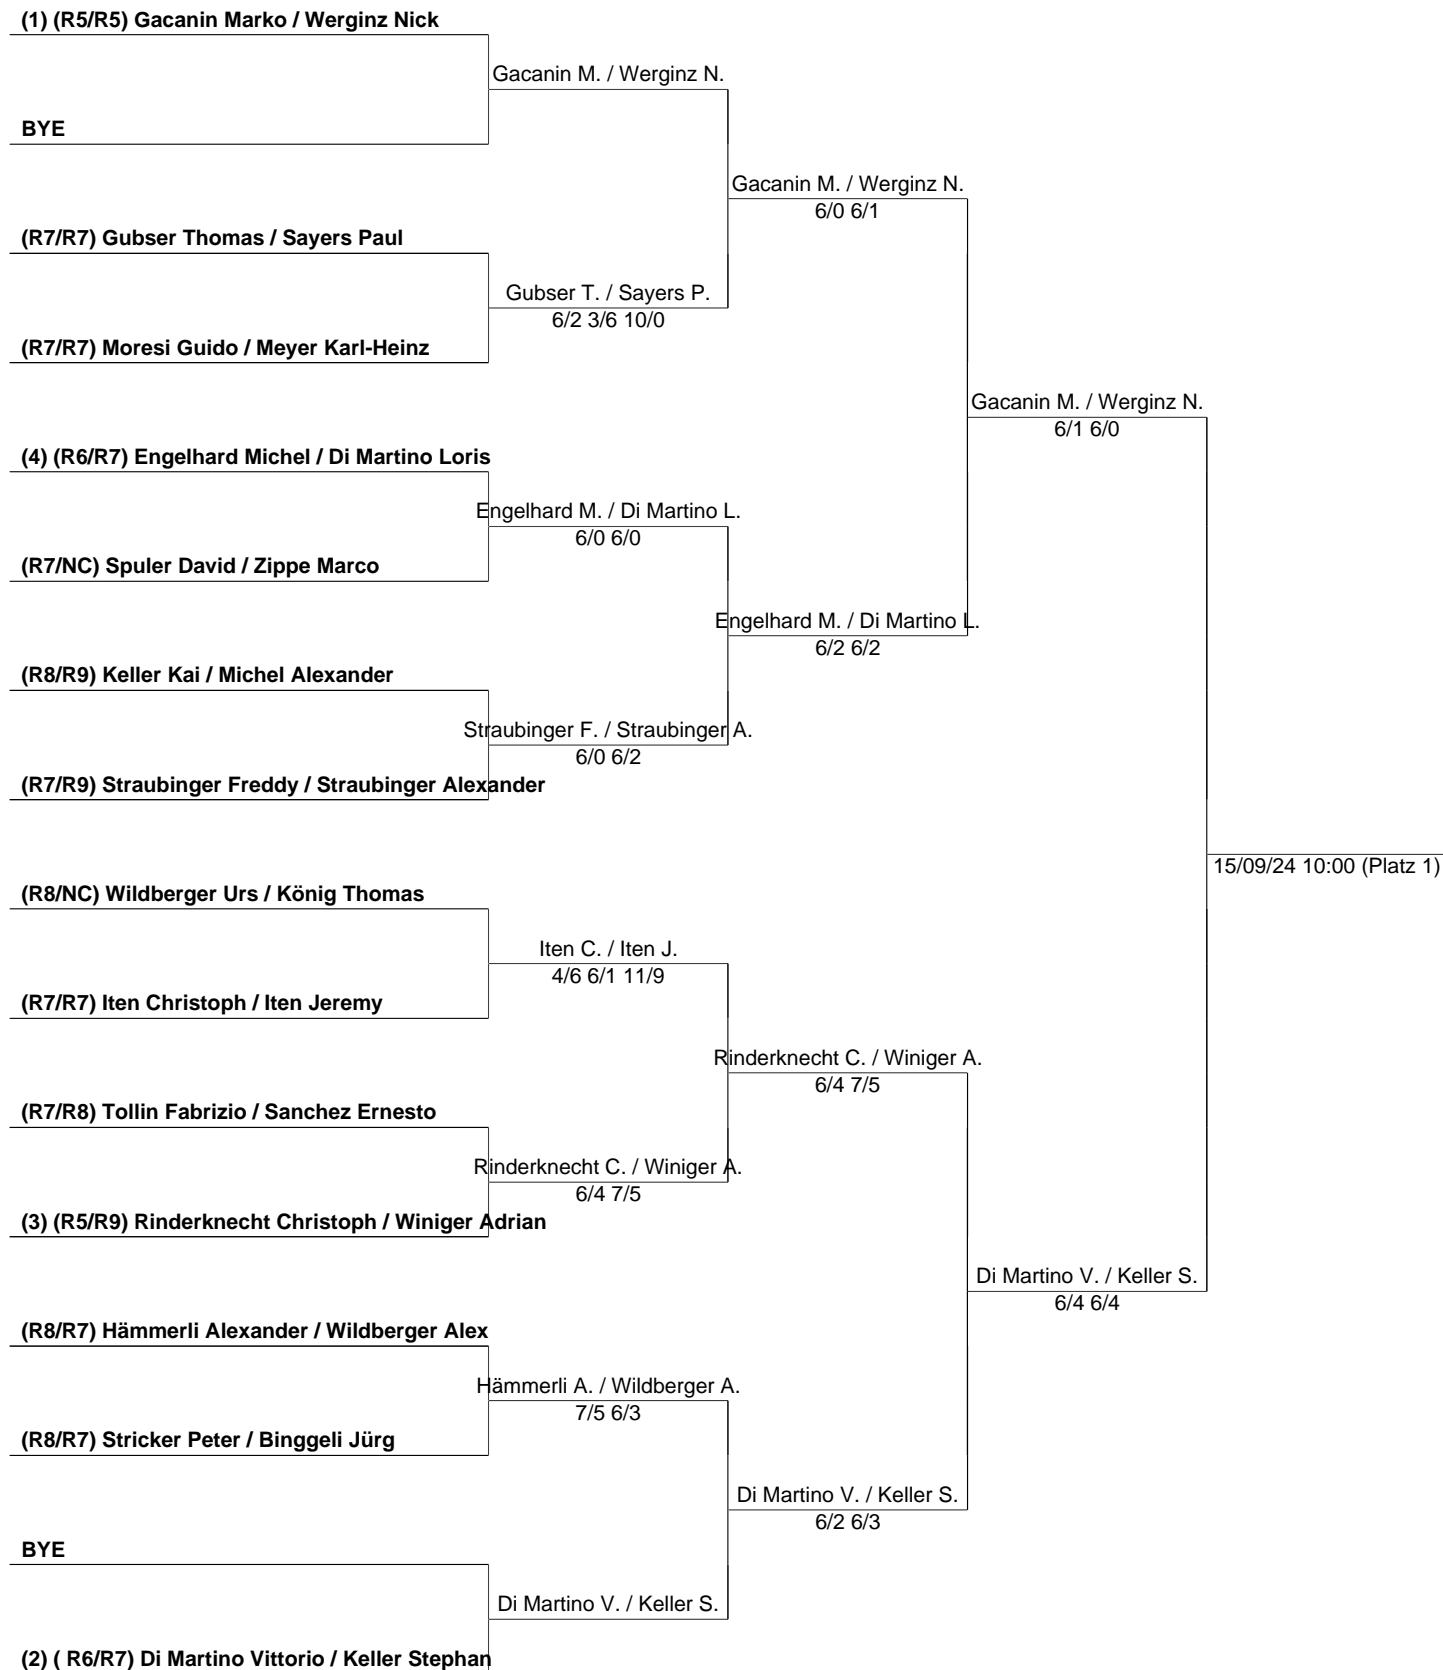 (1) (R5/R5) Gacanin Marko / Werginz Nick
Gacanin M. / Werginz N.
BYE
Gacanin M. / Werginz N.
6/0 6/1
(R7/R7) Gubser Thomas / Sayers Paul
Gubser T. / Sayers P.
6/2 3/6 10/0
(R7/R7) Moresi Guido / Meyer Karl-Heinz
Gacanin M. / Werginz N.
6/1 6/0
(4) (R6/R7) Engelhard Michel / Di Martino Loris
Engelhard M. / Di Martino L.
6/0 6/0
(R7/NC) Spuler David / Zippe Marco
Engelhard M. / Di Martino L.
6/2 6/2
(R8/R9) Keller Kai / Michel Alexander
Straubinger F. / Straubinger A.
6/0 6/2
(R7/R9) Straubinger Freddy / Straubinger Alexander
15/09/24 10:00 (Platz 1)
(R8/NC) Wildberger Urs / König Thomas
Iten C. / Iten J.
4/6 6/1 11/9
(R7/R7) Iten Christoph / Iten Jeremy
Rinderknecht C. / Winiger A.
6/4 7/5
(R7/R8) Tollin Fabrizio / Sanchez Ernesto
Rinderknecht C. / Winiger A.
6/4 7/5
(3) (R5/R9) Rinderknecht Christoph / Winiger Adrian
Di Martino V. / Keller S.
6/4 6/4
(R8/R7) Hämmerli Alexander / Wildberger Alex
Hämmerli A. / Wildberger A.
7/5 6/3
(R8/R7) Stricker Peter / Binggeli Jürg
Di Martino V. / Keller S.
6/2 6/3
BYE
Di Martino V. / Keller S.
(2) ( R6/R7) Di Martino Vittorio / Keller Stephan